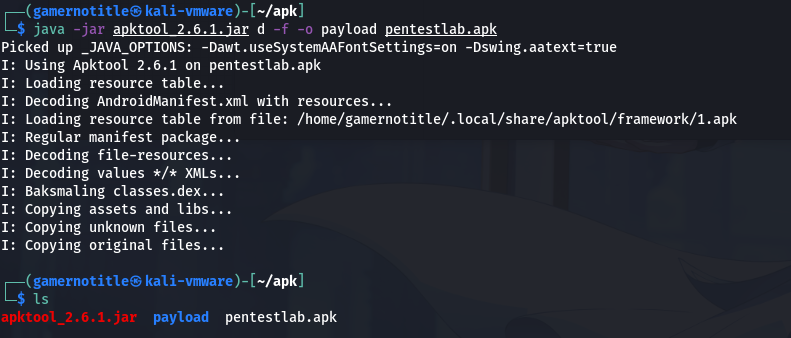 ┌──(gamernotitle㉿kali-vmware)-[~/apk]
└─$ java -jar apktool_2.6.1.jar d -f -o payload pentestlab.apk
Picked up _JAVA_OPTIONS: -Dawt.useSystemAAFontSettings=on -Dswing.aatext=true
I: Using Apktool 2.6.1 on pentestlab.apk
I: Loading resource table...
I: Decoding AndroidManifest.xml with resources...
I: Loading resource table from file: /home/gamernotitle/.local/share/apktool/framework/1.apk
I: Regular manifest package...
I: Decoding file-resources...
I: Decoding values */* XMLs...
I: Baksmaling classes.dex...
I: Copying assets and libs...
I: Copying unknown files...
I: Copying original files...
┌──(gamernotitle㉿kali-vmware)-[~/apk]
└─$ ls
apktool_2.6.1.jar  payload  pentestlab.apk